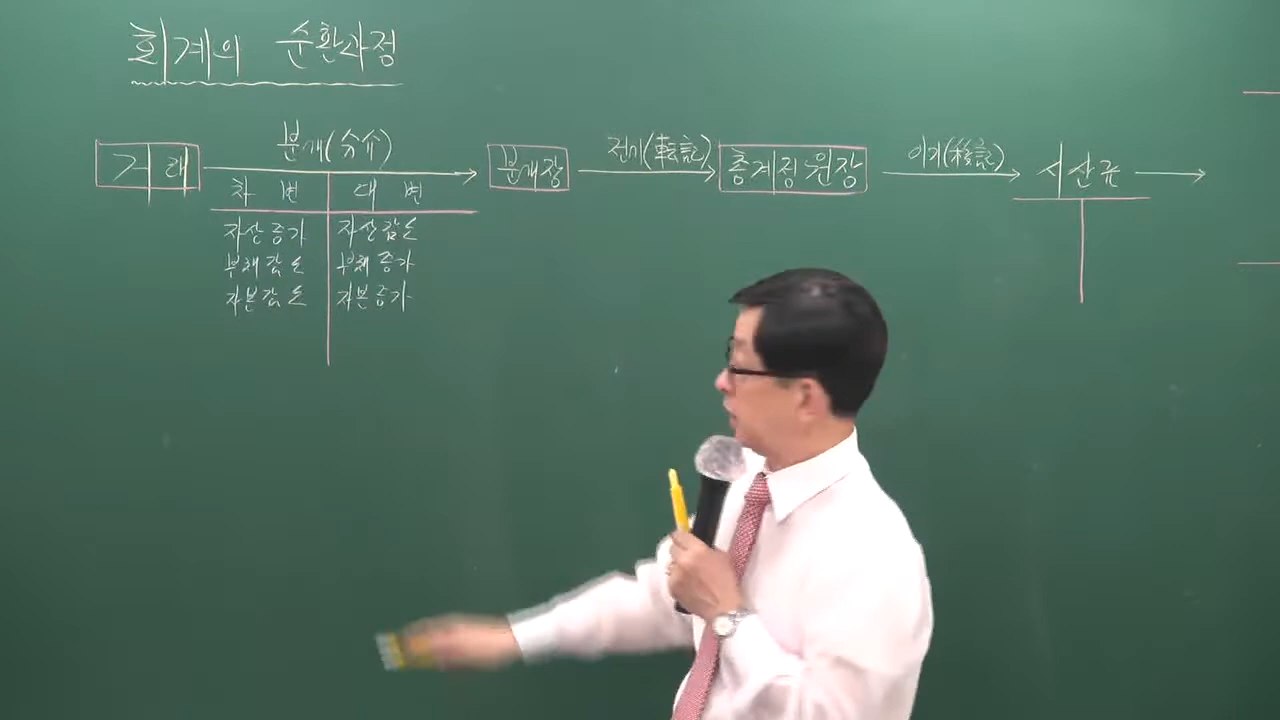 회계의 순환과정
거래 분개(分介) 분개장 전기(転記) 총계정원장 이기(移記) 시산표
차변 대변
자산증가 자산감소
부채감소 부채증가
자본감소 자본증가